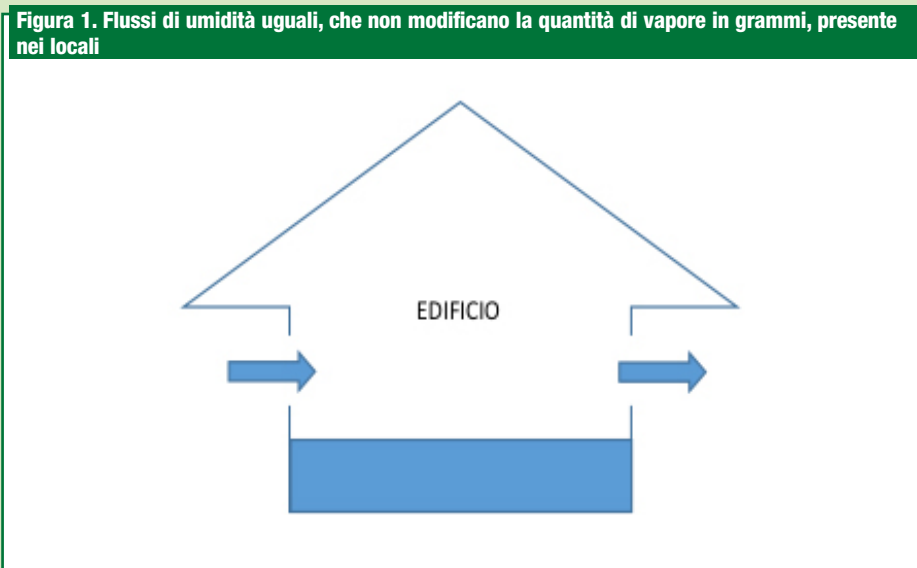 Figura 1. Flussi di umidità uguali, che non modificano la quantità di vapore in grammi, presente
nei locali
EDIFICIO